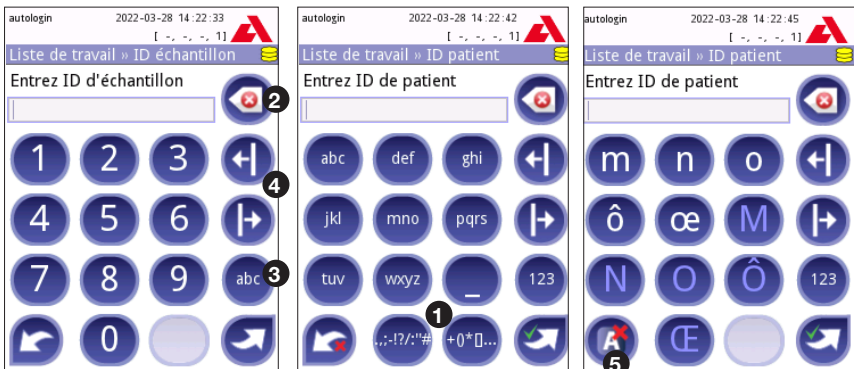 autologin 2022-03-28 14:22:33
[ -, -, -, 1]
Liste de travail » ID échantillon
Entrez ID d'échantillon
2
1 2 3
4
4 5 6
7 8 9 abc 3
0
autologin 2022-03-28 14:22:42
[ -, -, -, 1]
Liste de travail » ID patient
Entrez ID de patient
abc def ghi
jkl mno pqrs
tuv wxyz _ 123
1
.,;-!?/:"# +()*[]...
autologin 2022-03-28 14:22:45
[ -, -, -, 1]
Liste de travail » ID patient
Entrez ID de patient
m n o
ô œ M
N O Ô 123
A Œ
5